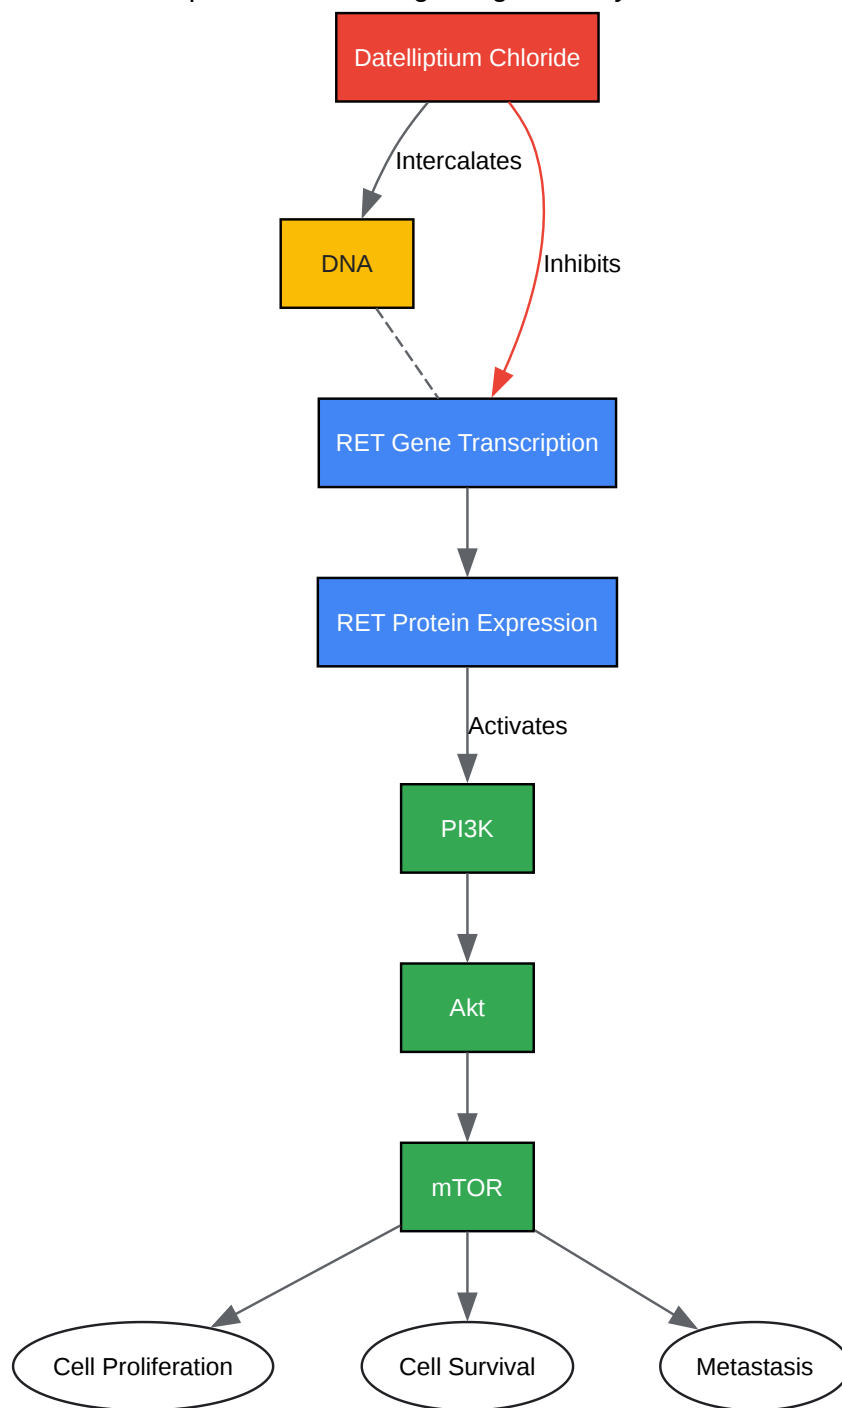 Datelliptium Chloride
Intercalates
DNA
Inhibits
RET Gene Transcription
RET Protein Expression
Activates
PI3K
Akt
mTOR
Cell Proliferation
Cell Survival
Metastasis